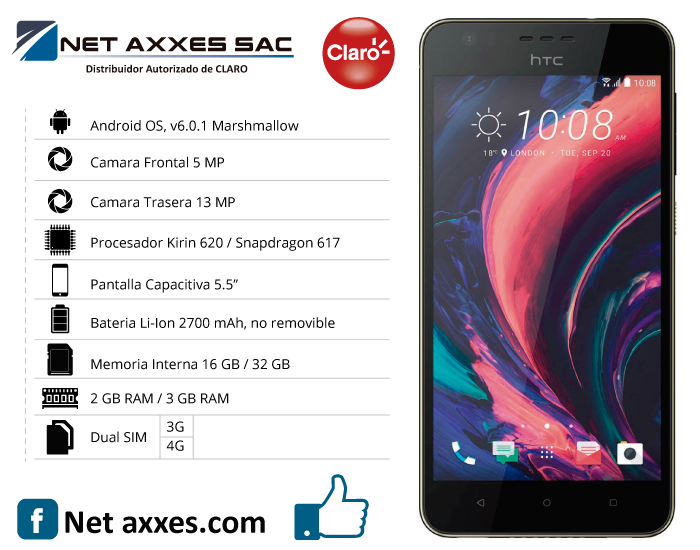 NET AXXES SAC
Distribuidor Autorizado de CLARO
Claro
Android OS, v6.0.1 Marshmallow
Camara Frontal 5 MP
Camara Trasera 13 MP
Procesador Kirin 620 / Snapdragon 617
Pantalla Capacitiva 5.5”
Bateria Li-Ion 2700 mAh, no removible
Memoria Interna 16 GB / 32 GB
2 GB RAM / 3 GB RAM
Dual SIM
3G
4G
f Net axxes.com
hTC
10:08
10:08 AM
18° LONDON • TUE, SEP 20